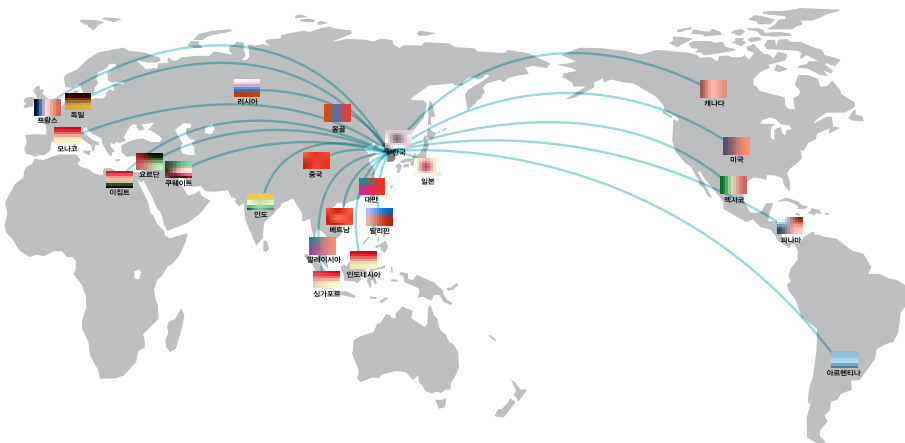 러시아
캐나다
프랑스
독일
몽골
모나코
한국
미국
요르단
쿠웨이트
중국
일본
이집트
대만
멕시코
인도
베트남
필리핀
파나마
말레이시아
인도네시아
싱가포르
아르헨티나